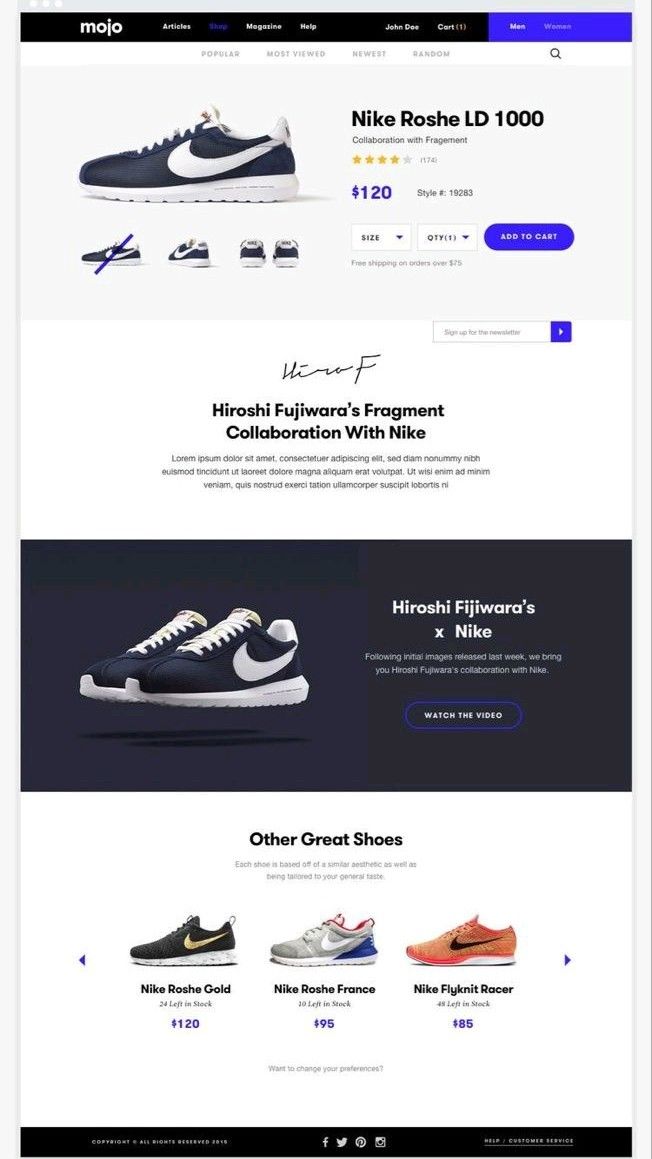 mojo Articles Shop Magazine Help John Doe Cart (1) Men Women
POPULAR MOST VIEWED NEWEST RANDOM
Nike Roshe LD 1000
Collaboration with Fragement
(174)
$120 Style #: 19283
SIZE QTY(1) ADD TO CART
Free shipping on orders over $75
Sign up for the newsletter
Hiro F
Hiroshi Fujiwara's Fragment
Collaboration With Nike
Lorem ipsum dolor sit amet, consectetuer adipiscing elit, sed diam nonummy nibh
euismod tincidunt ut laoreet dolore magna aliquam erat volutpat. Ut wisi enim ad minim
veniam, quis nostrud exerci tation ullamcorper suscipit lobortis ni
Hiroshi Fijiwara's
x Nike
Following initial images released last week, we bring
you Hiroshi Fujiwara's collaboration with Nike.
WATCH THE VIDEO
Other Great Shoes
Each shoe is based off of a similar aesthetic as well as
being tailored to your general taste.
Nike Roshe Gold Nike Roshe France Nike Flyknit Racer
24 Left in Stock 10 Left in Stock 48 Left in Stock
$120 $95 $85
Want to change your preferences?
COPYRIGHT © ALL RIGHTS RESERVED 2015 HELP / CUSTOMER SERVICE